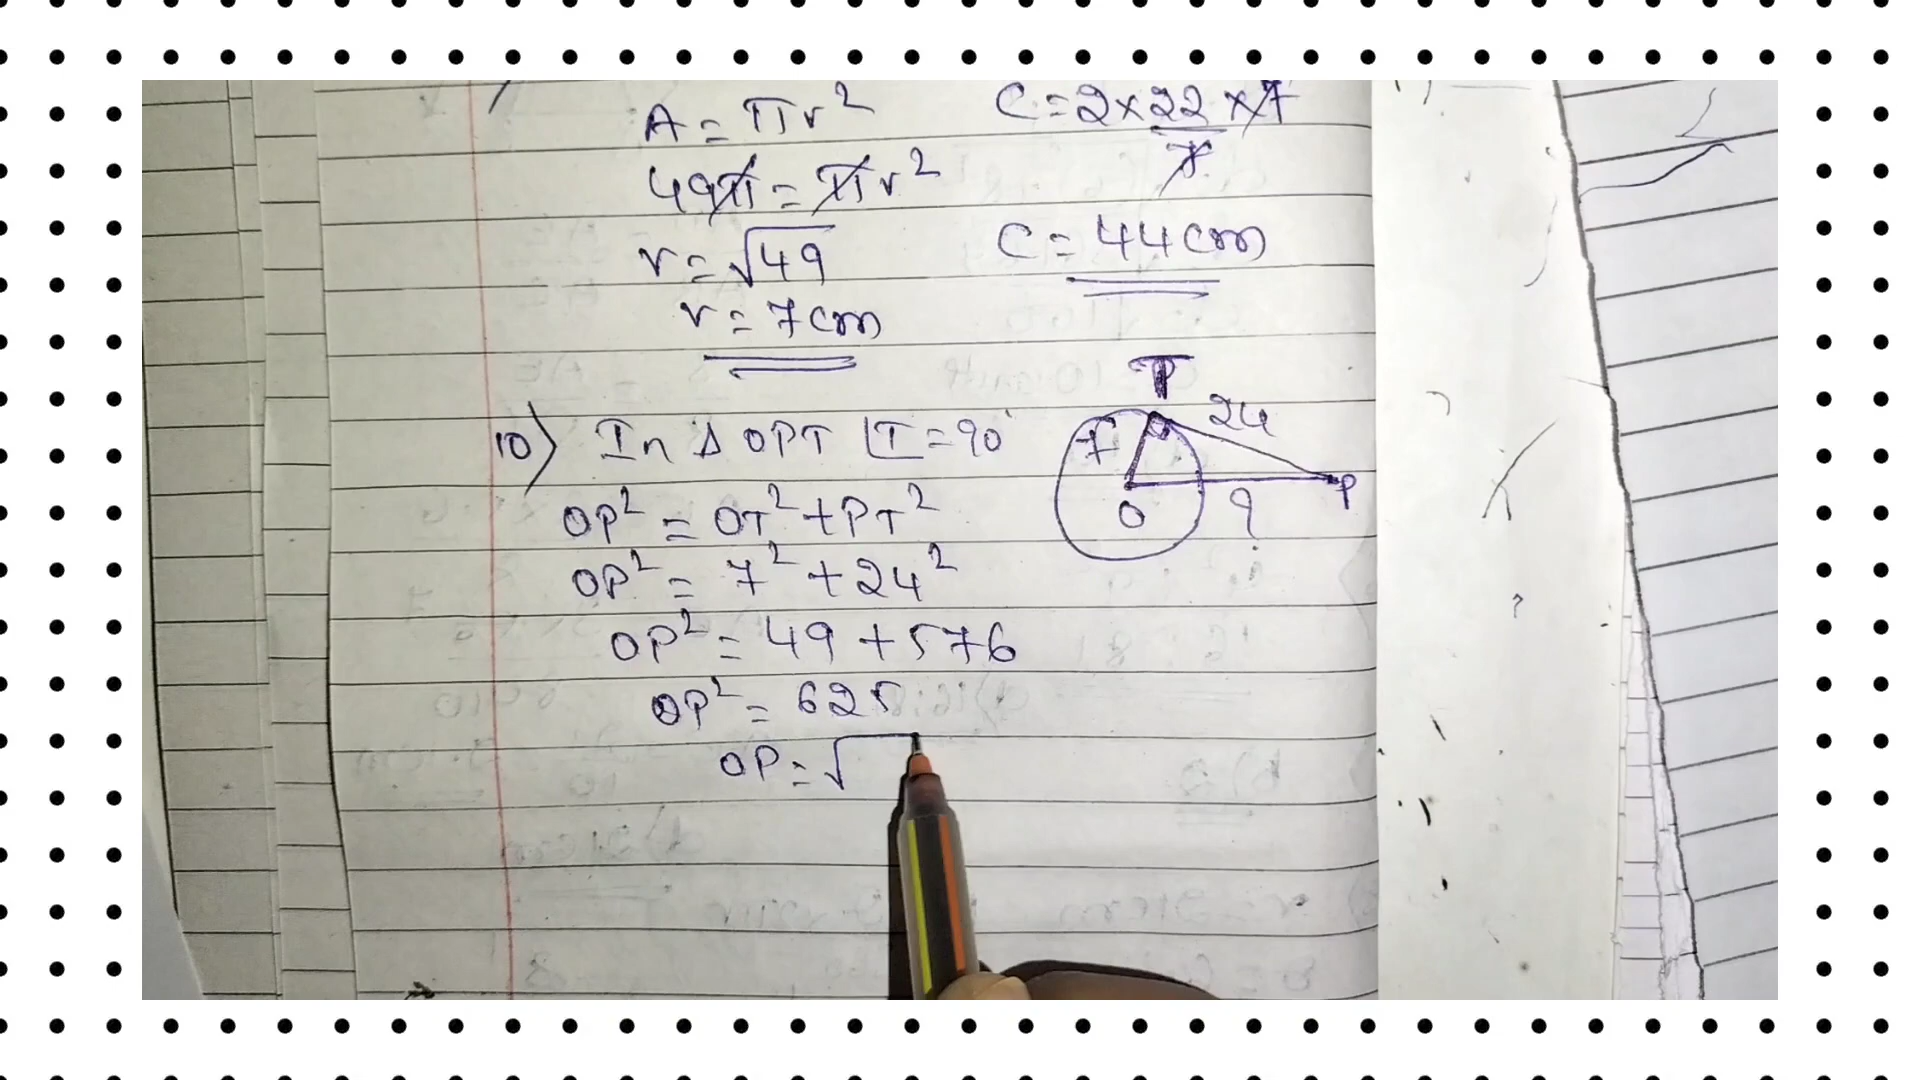 A = πr²
49π = πr²
r = √49
r = 7cm
C = 2 × 22/7 × 7
C = 44cm
10) In Δ OPT ∠T = 90°
OP² = OT² + PT²
OP² = 7² + 24²
OP² = 49 + 576
OP² = 625
OP = √
T
7
24
O
?
P